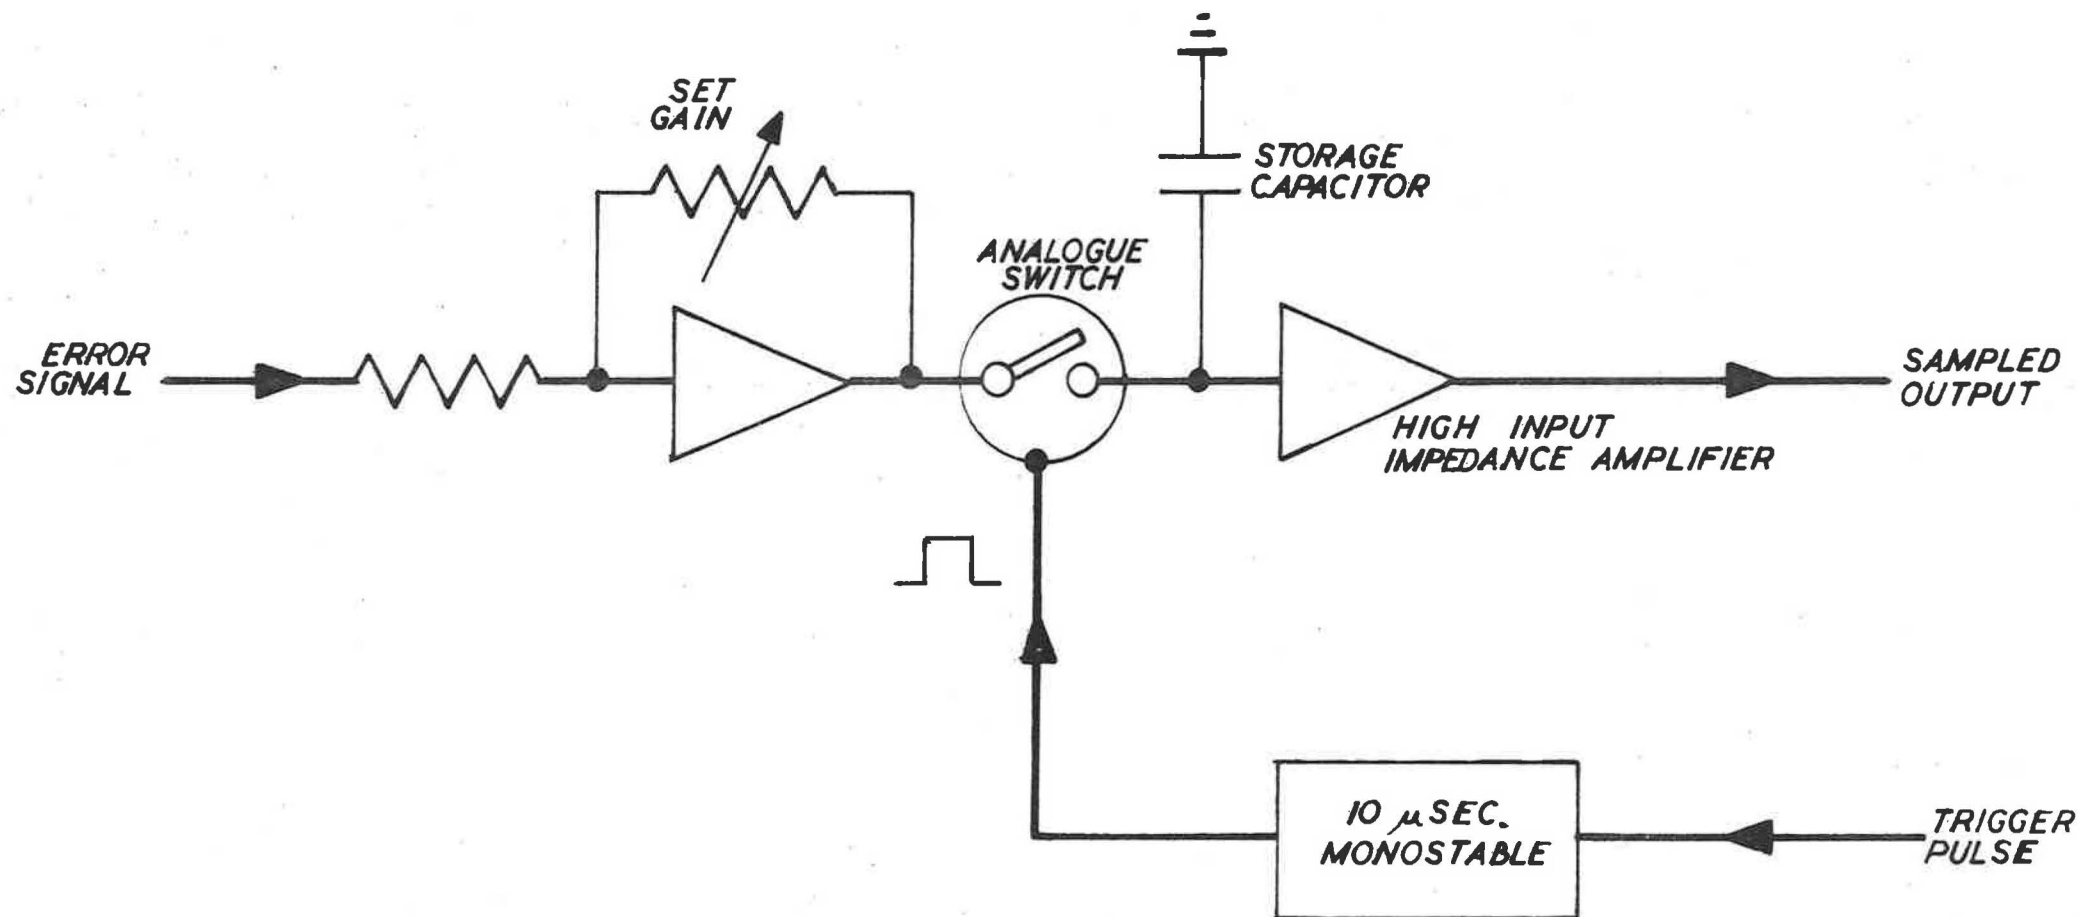 SET
GAIN
STORAGE
CAPACITOR
ANALOGUE
SWITCH
ERROR
SIGNAL
SAMPLED
OUTPUT
HIGH INPUT
IMPEDANCE AMPLIFIER
10 μSEC.
MONOSTABLE
TRIGGER
PULSE